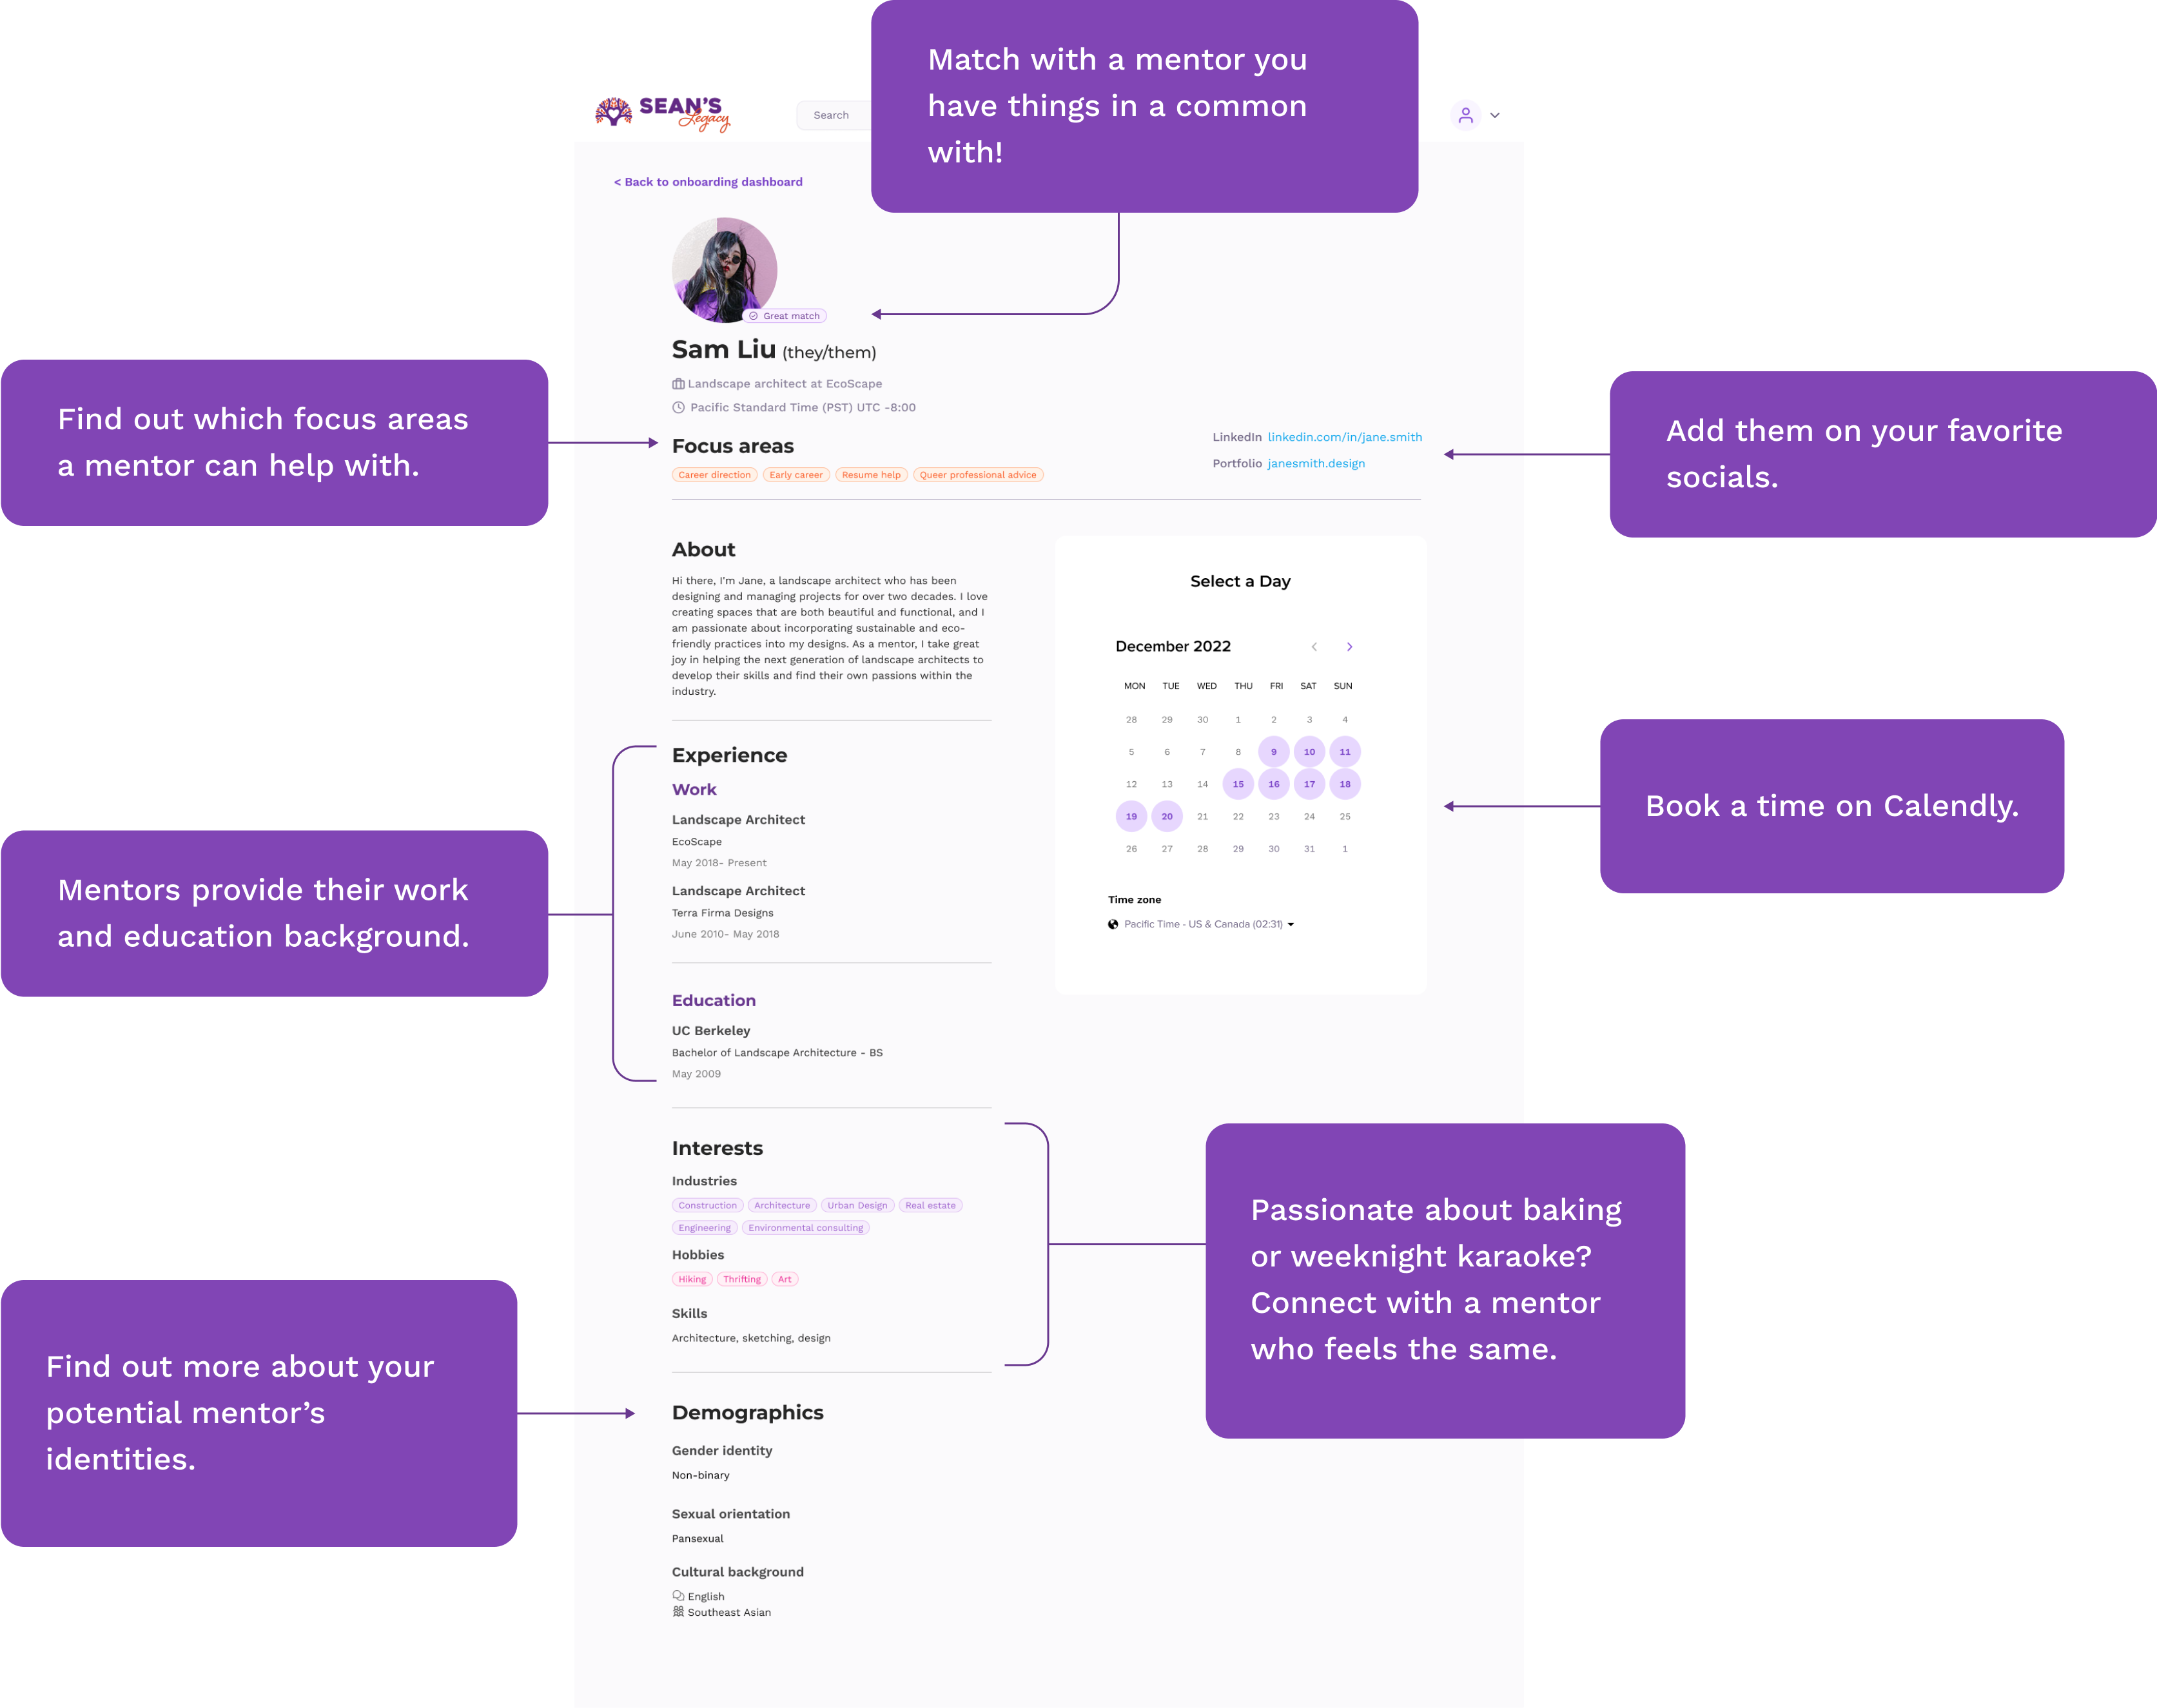 Match with a mentor you
have things in a common
with!
SEAN'S
Legacy
Search
< Back to onboarding dashboard
Great match
Sam Liu (they/them)
Landscape architect at EcoScape
Pacific Standard Time (PST) UTC -8:00
Find out which focus areas
a mentor can help with.
Focus areas
Career direction Early career Resume help Queer professional advice
LinkedIn linkedin.com/in/jane.smith
Portfolio janesmith.design
Add them on your favorite
socials.
About
Hi there, I'm Jane, a landscape architect who has been
designing and managing projects for over two decades. I love
creating spaces that are both beautiful and functional, and I
am passionate about incorporating sustainable and eco-
friendly practices into my designs. As a mentor, I take great
joy in helping the next generation of landscape architects to
develop their skills and find their own passions within the
industry.
Select a Day
December 2022
MON TUE WED THU FRI SAT SUN
28 29 30 1 2 3 4
5 6 7 8 9 10 11
12 13 14 15 16 17 18
19 20 21 22 23 24 25
26 27 28 29 30 31 1
Time zone
Pacific Time - US & Canada (02:31)
Book a time on Calendly.
Experience
Work
Landscape Architect
EcoScape
May 2018- Present
Landscape Architect
Terra Firma Designs
June 2010- May 2018
Mentors provide their work
and education background.
Education
UC Berkeley
Bachelor of Landscape Architecture - BS
May 2009
Interests
Industries
Construction Architecture Urban Design Real estate
Engineering Environmental consulting
Hobbies
Hiking Thrifting Art
Skills
Architecture, sketching, design
Passionate about baking
or weeknight karaoke?
Connect with a mentor
who feels the same.
Find out more about your
potential mentor’s
identities.
Demographics
Gender identity
Non-binary
Sexual orientation
Pansexual
Cultural background
English
Southeast Asian